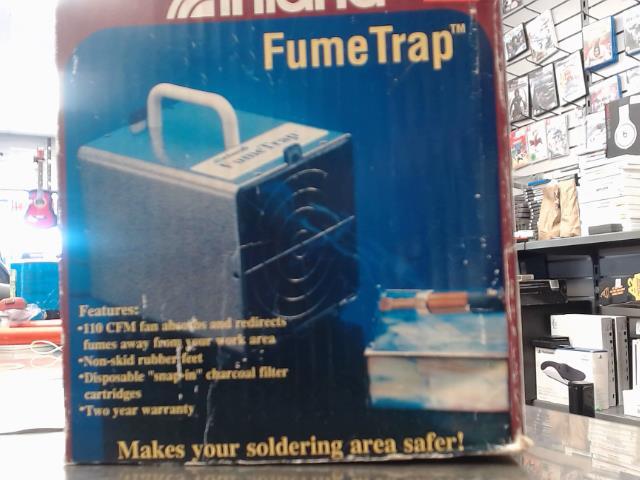 inland
FumeTrap™
FumeTrap
Features:
•110 CFM fan absorbs and redirects
fumes away from your work area
•Non-skid rubber feet
•Disposable "snap-in" charcoal filter
cartridges
•Two year warranty
Makes your soldering area safer!